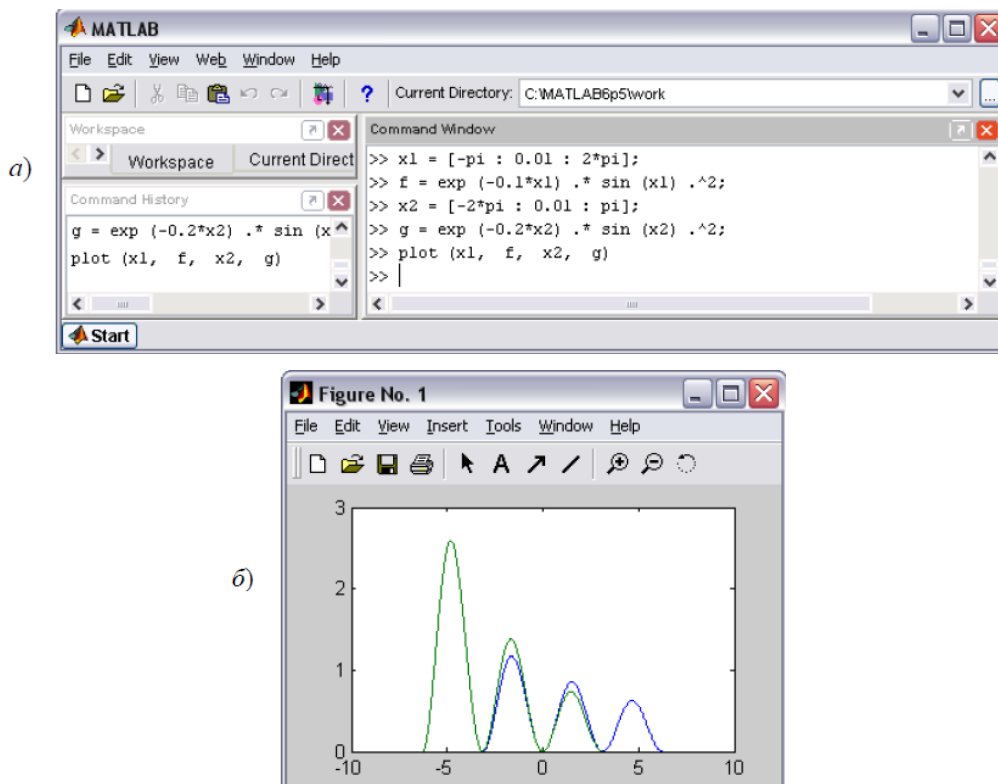 а)
MATLAB
File Edit View Web Window Help
? Current Directory: C:\MATLAB6p5\work ...
Workspace
Workspace Current Direct
Command History
g = exp (-0.2*x2) .* sin (x
plot (x1, f, x2, g)
Command Window
>> x1 = [-pi : 0.01 : 2*pi];
>> f = exp (-0.1*x1) .* sin (x1) .^2;
>> x2 = [-2*pi : 0.01 : pi];
>> g = exp (-0.2*x2) .* sin (x2) .^2;
>> plot (x1, f, x2, g)
>>
Start
б)
Figure No. 1
File Edit View Insert Tools Window Help
A
3
2
1
0
-10 -5 0 5 10